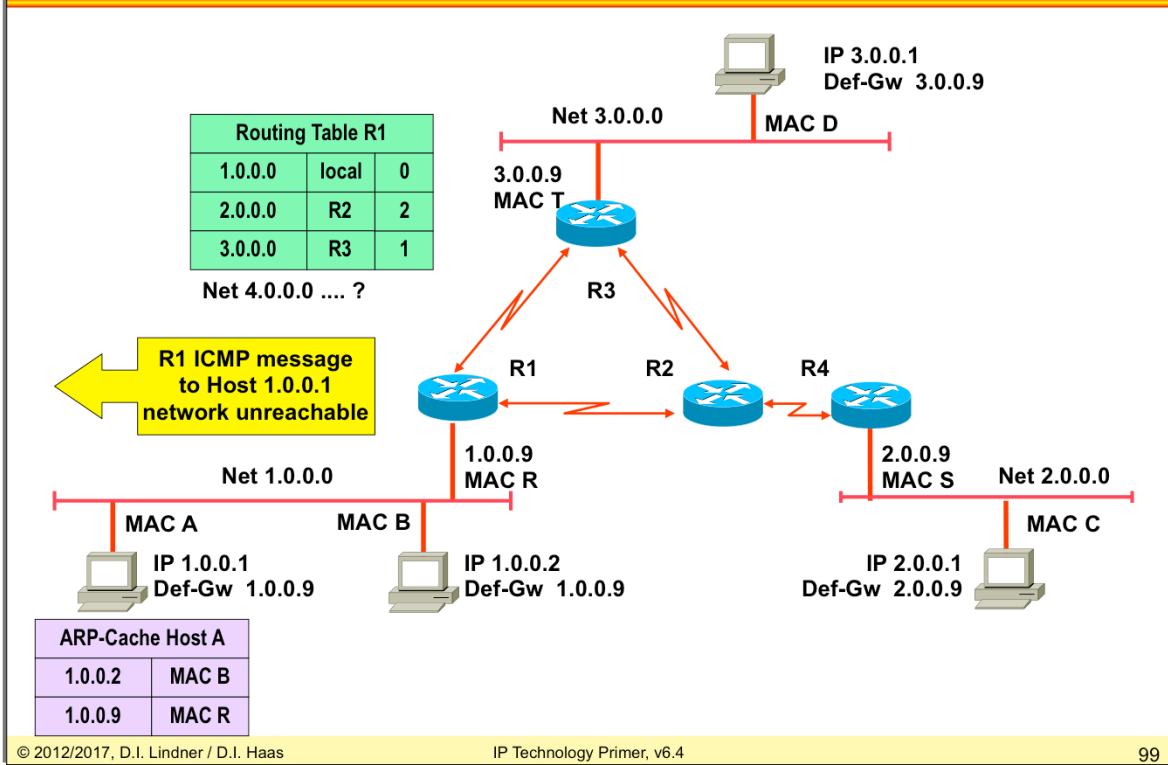 IP 3.0.0.1
Def-Gw 3.0.0.9
Net 3.0.0.0
MAC D
Routing Table R1
1.0.0.0 local 0
2.0.0.0 R2 2
3.0.0.0 R3 1
Net 4.0.0.0 .... ?
3.0.0.9
MAC T
R3
R1 ICMP message
to Host 1.0.0.1
network unreachable
R1
R2
R4
1.0.0.9
MAC R
2.0.0.9
MAC S
Net 1.0.0.0
Net 2.0.0.0
MAC A
MAC B
MAC C
IP 1.0.0.1
Def-Gw 1.0.0.9
IP 1.0.0.2
Def-Gw 1.0.0.9
IP 2.0.0.1
Def-Gw 2.0.0.9
ARP-Cache Host A
1.0.0.2 MAC B
1.0.0.9 MAC R
© 2012/2017, D.I. Lindner / D.I. Haas
IP Technology Primer, v6.4
99